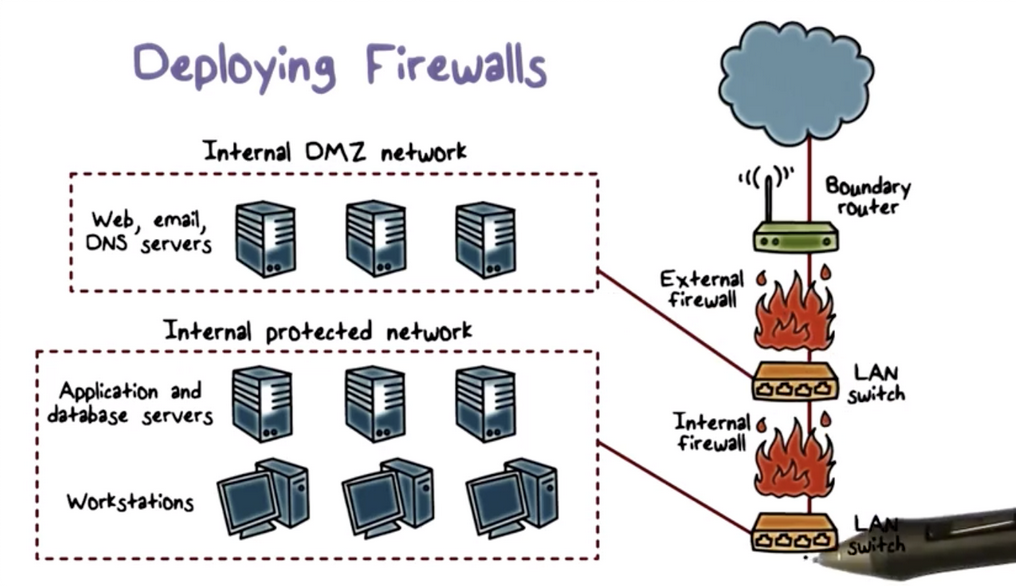 Deploying Firewalls
Internal DMZ network
Web, email,
DNS servers
Internal protected network
Application and
database servers
Workstations
Boundary
router
External
firewall
LAN
switch
Internal
firewall
LAN
switch